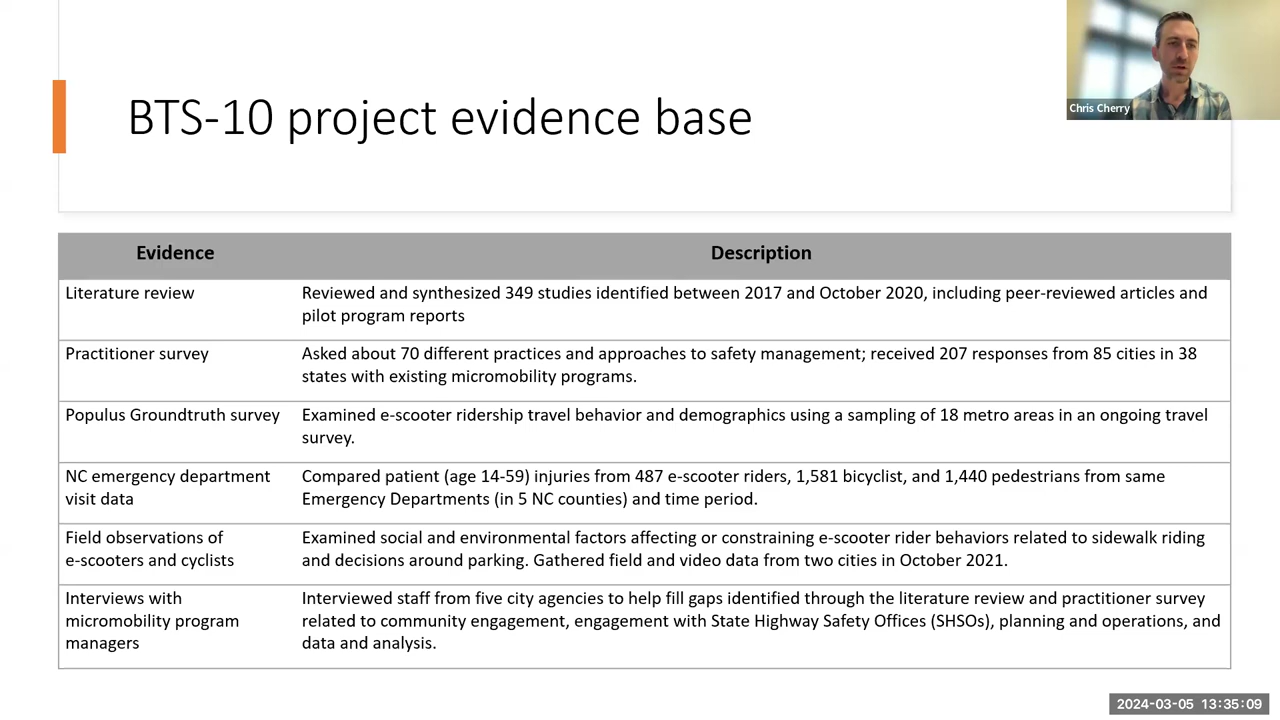 Chris Cherry
BTS-10 project evidence base
Evidence
Description
Literature review
Reviewed and synthesized 349 studies identified between 2017 and October 2020, including peer-reviewed articles and
pilot program reports
Practitioner survey
Asked about 70 different practices and approaches to safety management; received 207 responses from 85 cities in 38
states with existing micromobility programs.
Populus Groundtruth survey
Examined e-scooter ridership travel behavior and demographics using a sampling of 18 metro areas in an ongoing travel
survey.
NC emergency department
visit data
Compared patient (age 14-59) injuries from 487 e-scooter riders, 1,581 bicyclist, and 1,440 pedestrians from same
Emergency Departments (in 5 NC counties) and time period.
Field observations of
e-scooters and cyclists
Examined social and environmental factors affecting or constraining e-scooter rider behaviors related to sidewalk riding
and decisions around parking. Gathered field and video data from two cities in October 2021.
Interviews with
micromobility program
managers
Interviewed staff from five city agencies to help fill gaps identified through the literature review and practitioner survey
related to community engagement, engagement with State Highway Safety Offices (SHSOs), planning and operations, and
data and analysis.
2024-03-05 13:35:09